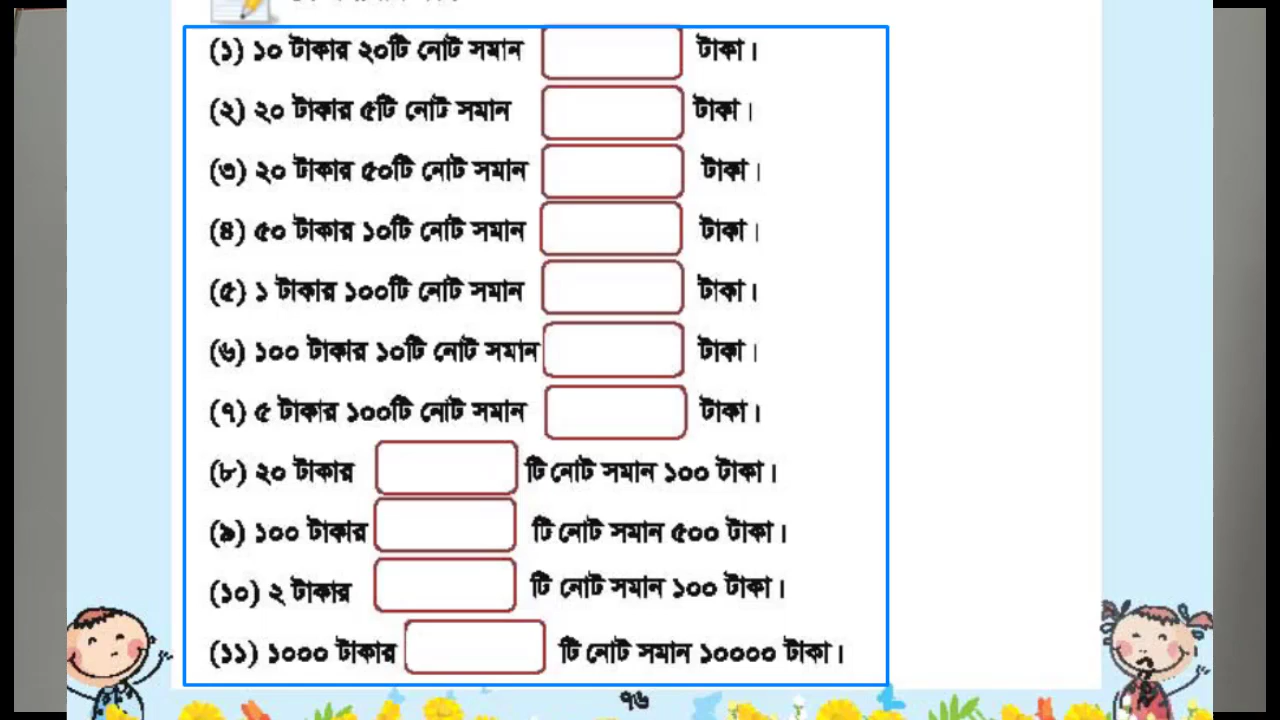 (১) ১০ টাকার ২০টি নোট সমান টাকা।
(২) ২০ টাকার ৫টি নোট সমান টাকা।
(৩) ২০ টাকার ৫০টি নোট সমান টাকা।
(৪) ৫০ টাকার ১০টি নেট সমান টাকা।
(৫) ১ টাকার ১০০টি নোট সমান টাকা।
(৬) ১০০ টাকার ১০টি নোট সমান টাকা।
(৭) ৫ টাকার ১০০টি নোট সমান টাকা।
(৮) ২০ টাকার টি নোট সমান ১০০ টাকা।
(৯) ১০০ টাকার টি নোট সমান ৫০০ টাকা।
(১০) ২ টাকার টি নোট সমান ১০০ টাকা।
(১১) ১০০০ টাকার টি নোট সমান ১০০০০ টাকা।
৭৬